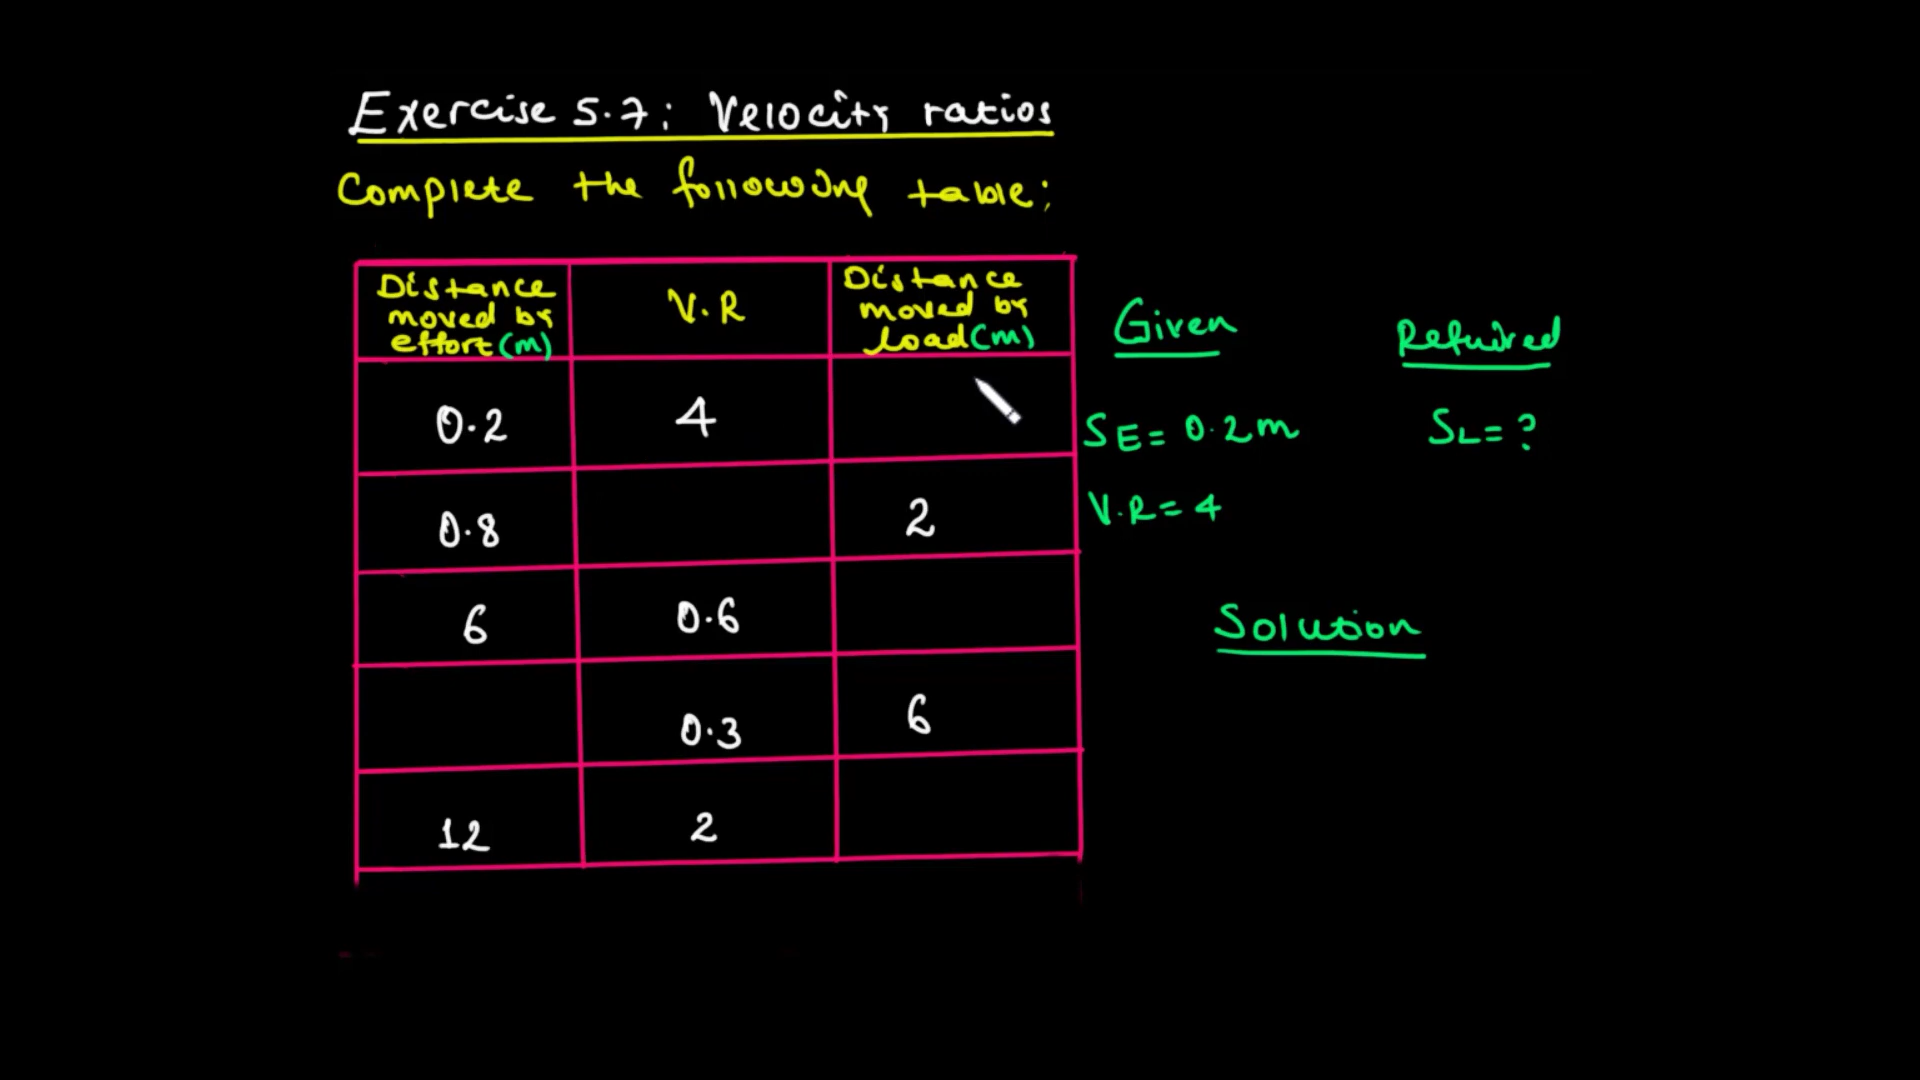 Exercise 5.7: Velocity ratios
Complete the following table:
Distance moved by effort (m)
V.R
Distance moved by load (m)
0.2
4
0.8
2
6
0.6
0.3
6
12
2
Given
Required
SE = 0.2m
SL = ?
V.R = 4
Solution